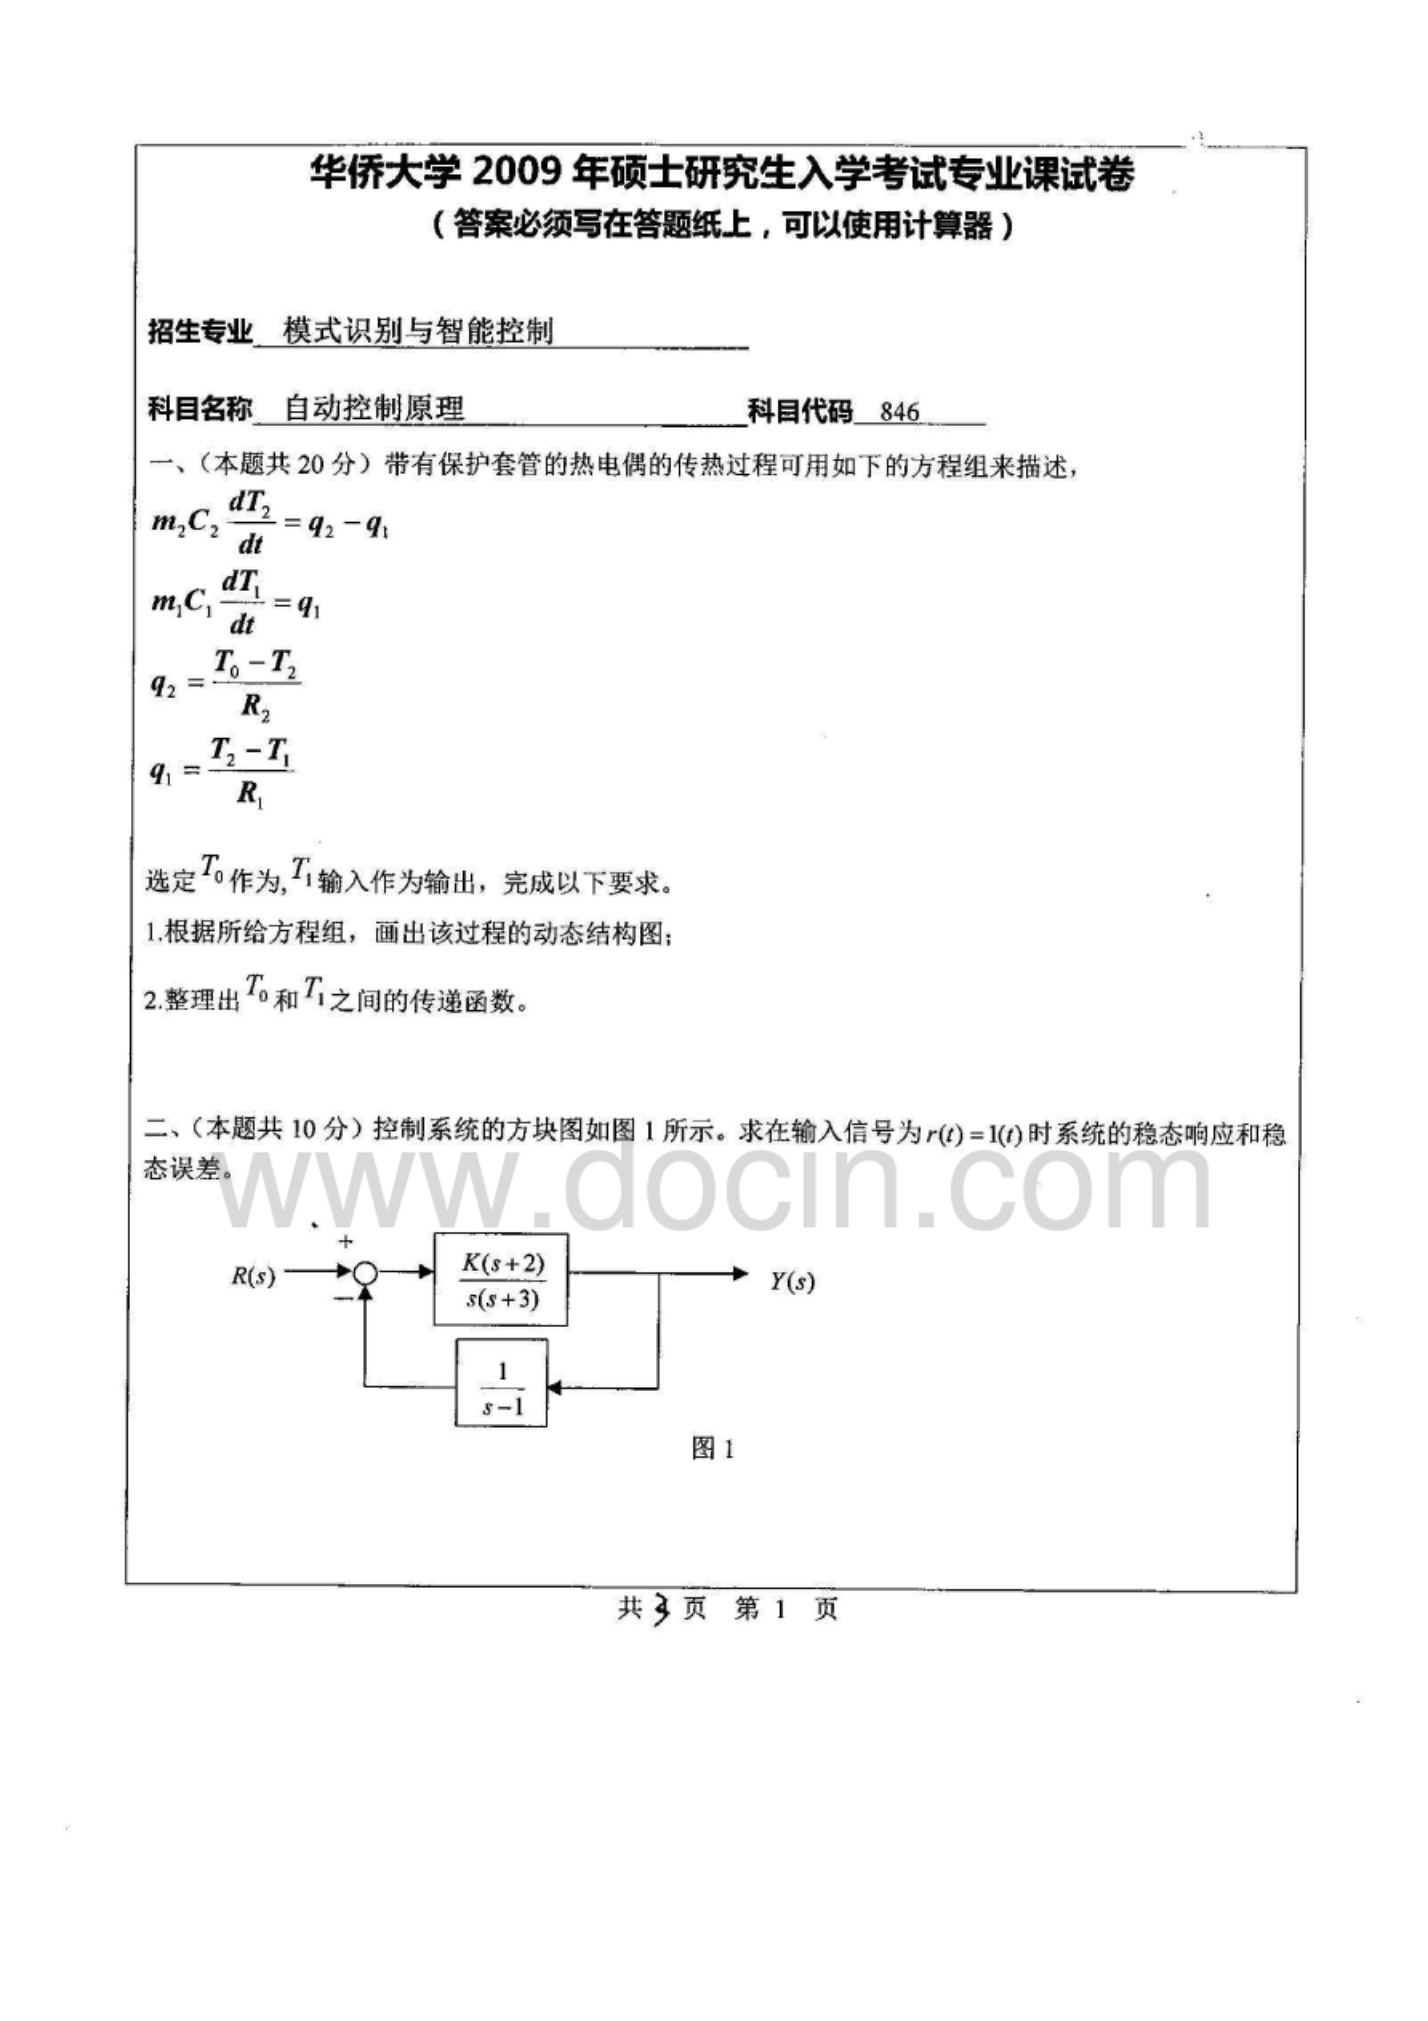 华侨大学 2009 年硕士研究生入学考试专业课试卷
（答案必须写在答题纸上，可以使用计算器）
招生专业 模式识别与智能控制
科目名称 自动控制原理 科目代码 846
一、（本题共 20 分）带有保护套管的热电偶的传热过程可用如下的方程组来描述，
m₂C₂ dT₂/dt = q₂ − q₁
m₁C₁ dT₁/dt = q₁
q₂ = (T₀ − T₂)/R₂
q₁ = (T₂ − T₁)/R₁
选定 T₀ 作为, T₁ 输入作为输出，完成以下要求。
1.根据所给方程组，画出该过程的动态结构图；
2.整理出 T₀ 和 T₁ 之间的传递函数。
二、（本题共 10 分）控制系统的方块图如图 1 所示。求在输入信号为 r(t) = 1(t) 时系统的稳态响应和稳
态误差。
www.docin.com
+
R(s)
K(s+2)
s(s+3)
Y(s)
−
1
s−1
图 1
共 3 页 第 1 页